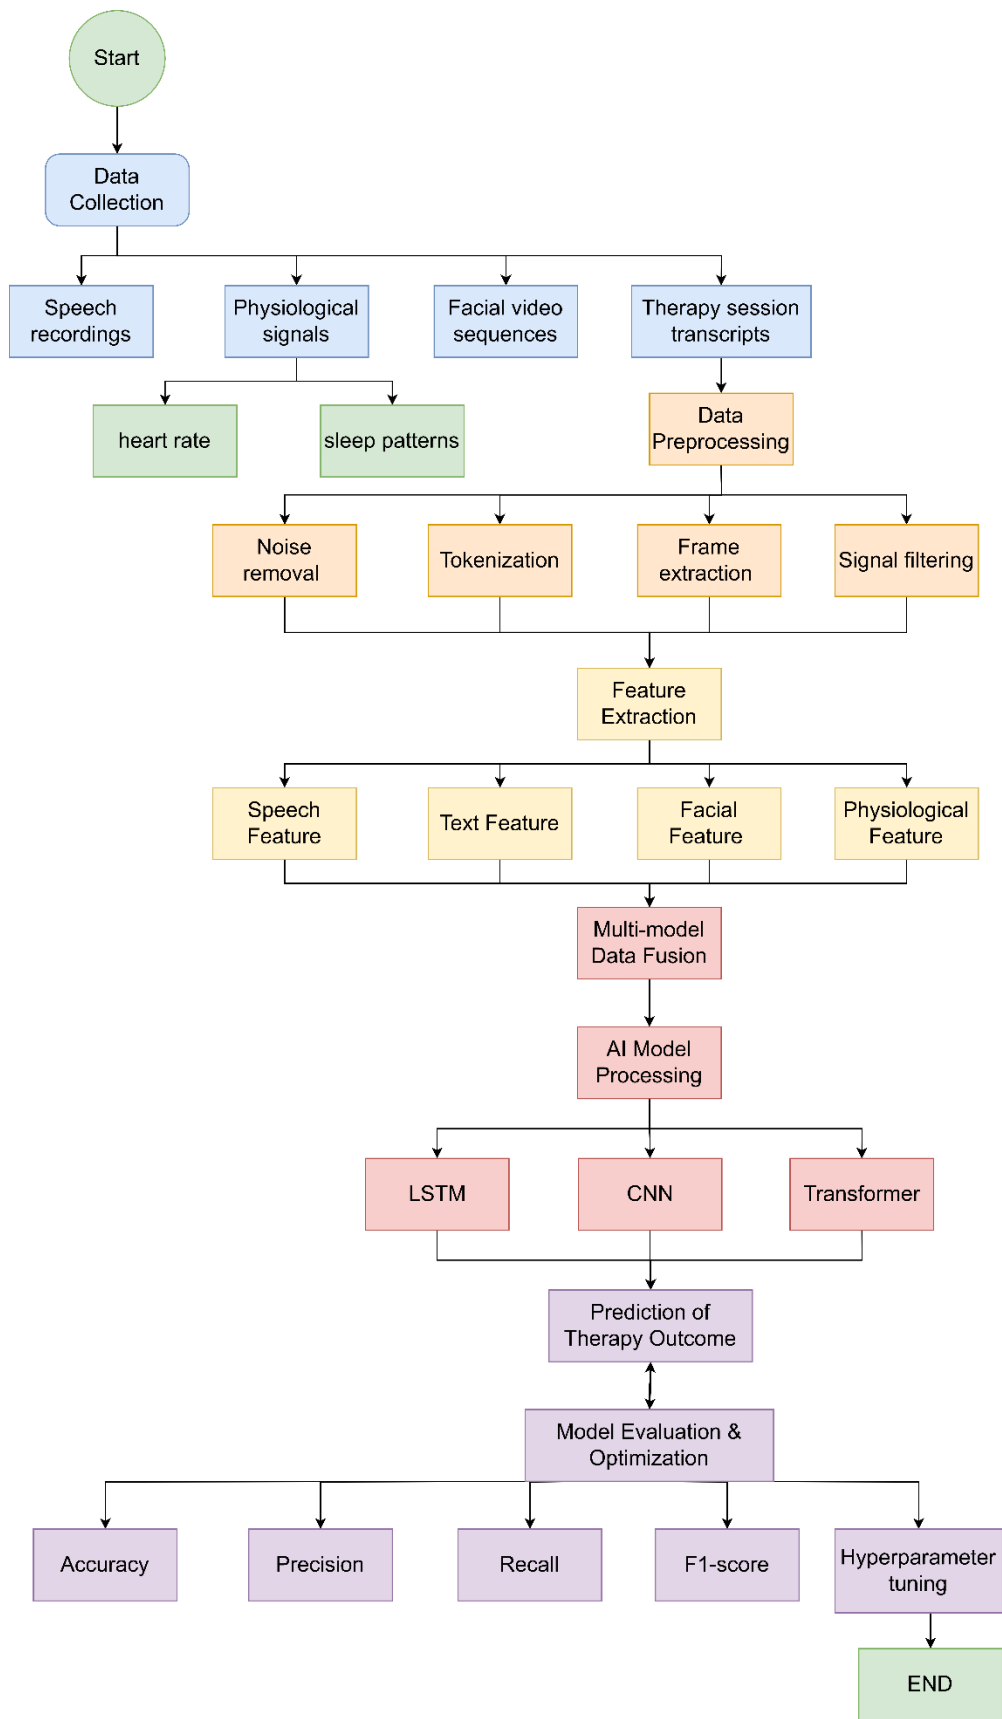 Start
Data
Collection
Speech
recordings
Physiological
signals
Facial video
sequences
Therapy session
transcripts
heart rate
sleep patterns
Data
Preprocessing
Noise
removal
Tokenization
Frame
extraction
Signal filtering
Feature
Extraction
Speech
Feature
Text Feature
Facial
Feature
Physiological
Feature
Multi-model
Data Fusion
AI Model
Processing
LSTM
CNN
Transformer
Prediction of
Therapy Outcome
Model Evaluation &
Optimization
Accuracy
Precision
Recall
F1-score
Hyperparameter
tuning
END